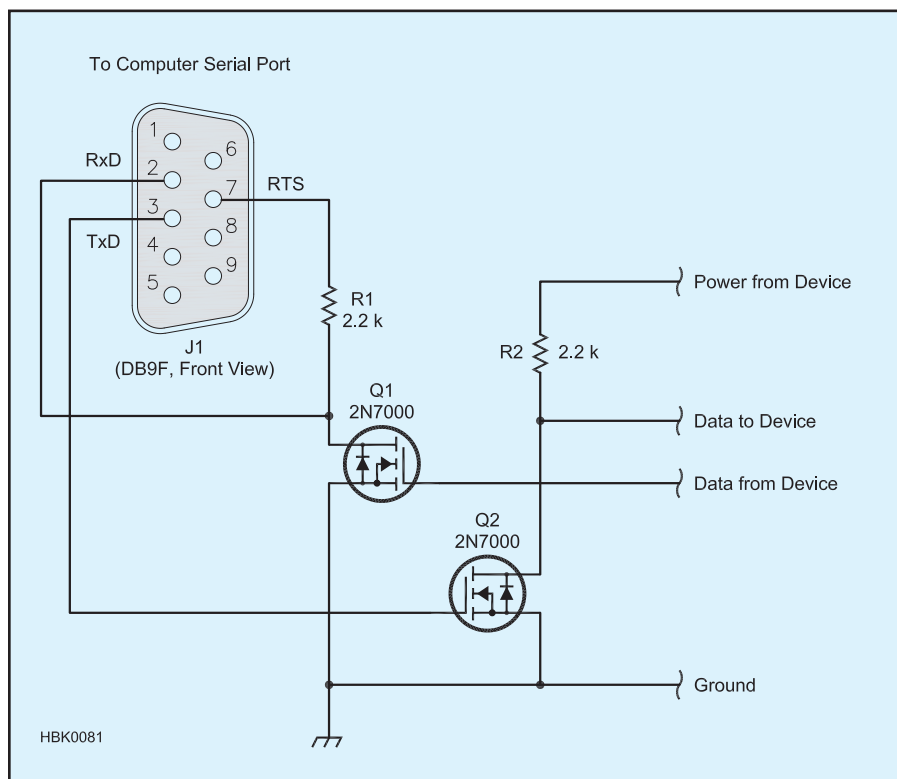 To Computer Serial Port
1
6
RxD
2
7
RTS
3
8
TxD
4
9
5
R1
2.2 k
J1
(DB9F, Front View)
Power from Device
R2
2.2 k
Q1
2N7000
Data to Device
Data from Device
Q2
2N7000
Ground
HBK0081